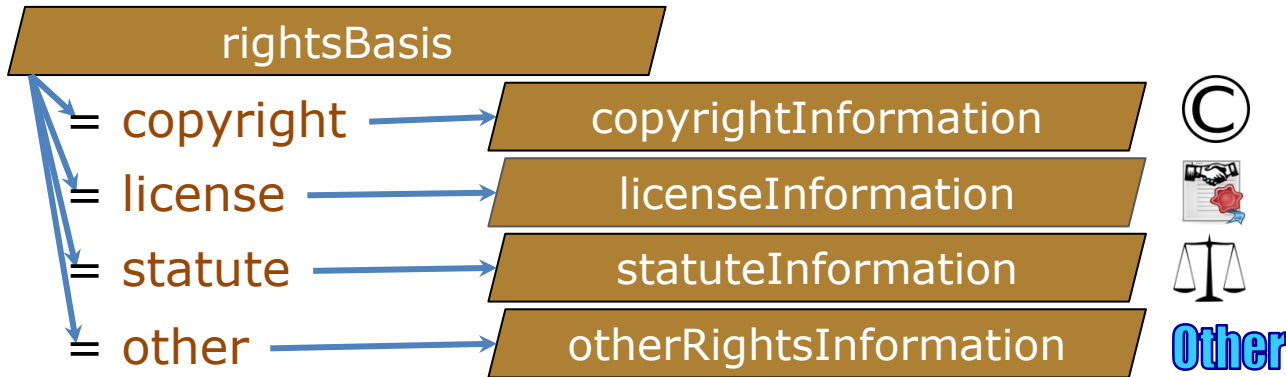 rightsBasis
= copyright copyrightInformation ©
= license licenseInformation
= statute statuteInformation
= other otherRightsInformation Other